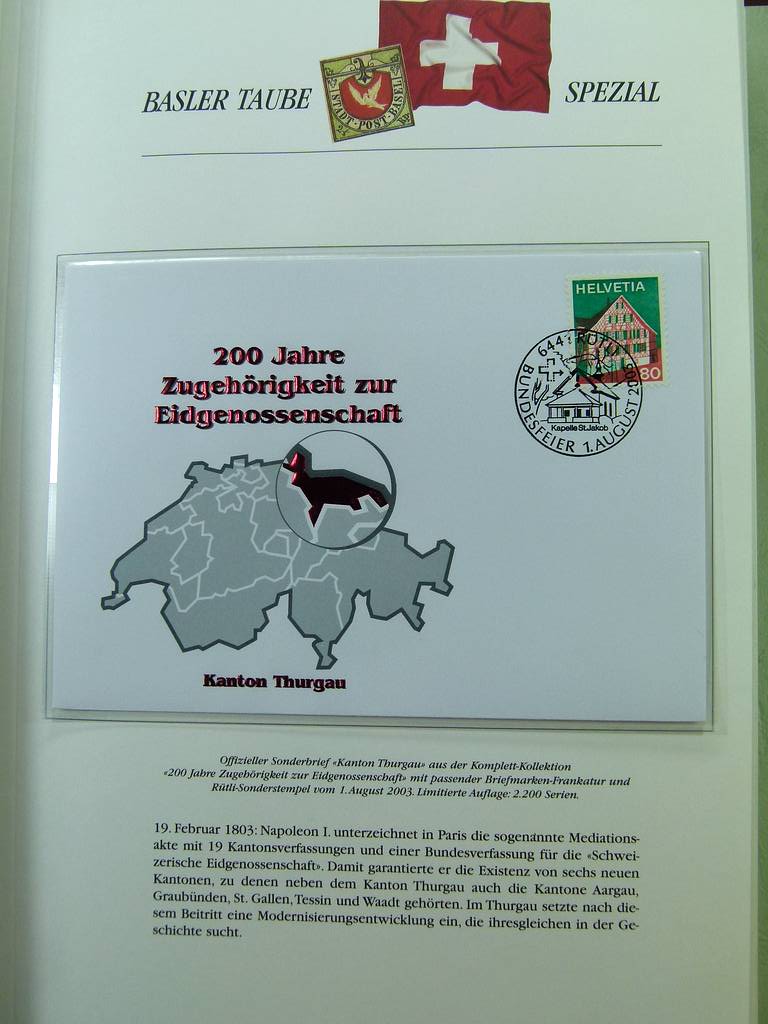 BASLER TAUBE
STADT-POST-BASEL
2½ Rp.
SPEZIAL
200 Jahre
Zugehörigkeit zur
Eidgenossenschaft
HELVETIA
80
6441 RÜTLI
Kapelle St. Jakob
BUNDESFEIER 1. AUGUST 2003
Kanton Thurgau
Offizieller Sonderbrief «Kanton Thurgau» aus der Komplett-Kollektion
«200 Jahre Zugehörigkeit zur Eidgenossenschaft» mit passender Briefmarken-Frankatur und
Rütli-Sonderstempel vom 1. August 2003. Limitierte Auflage: 2.200 Serien.
19. Februar 1803: Napoleon I. unterzeichnet in Paris die sogenannte Mediations-
akte mit 19 Kantonsverfassungen und einer Bundesverfassung für die «Schwei-
zerische Eidgenossenschaft». Damit garantierte er die Existenz von sechs neuen
Kantonen, zu denen neben dem Kanton Thurgau auch die Kantone Aargau,
Graubünden, St. Gallen, Tessin und Waadt gehörten. Im Thurgau setzte nach die-
sem Beitritt eine Modernisierungsentwicklung ein, die ihresgleichen in der Ge-
schichte sucht.